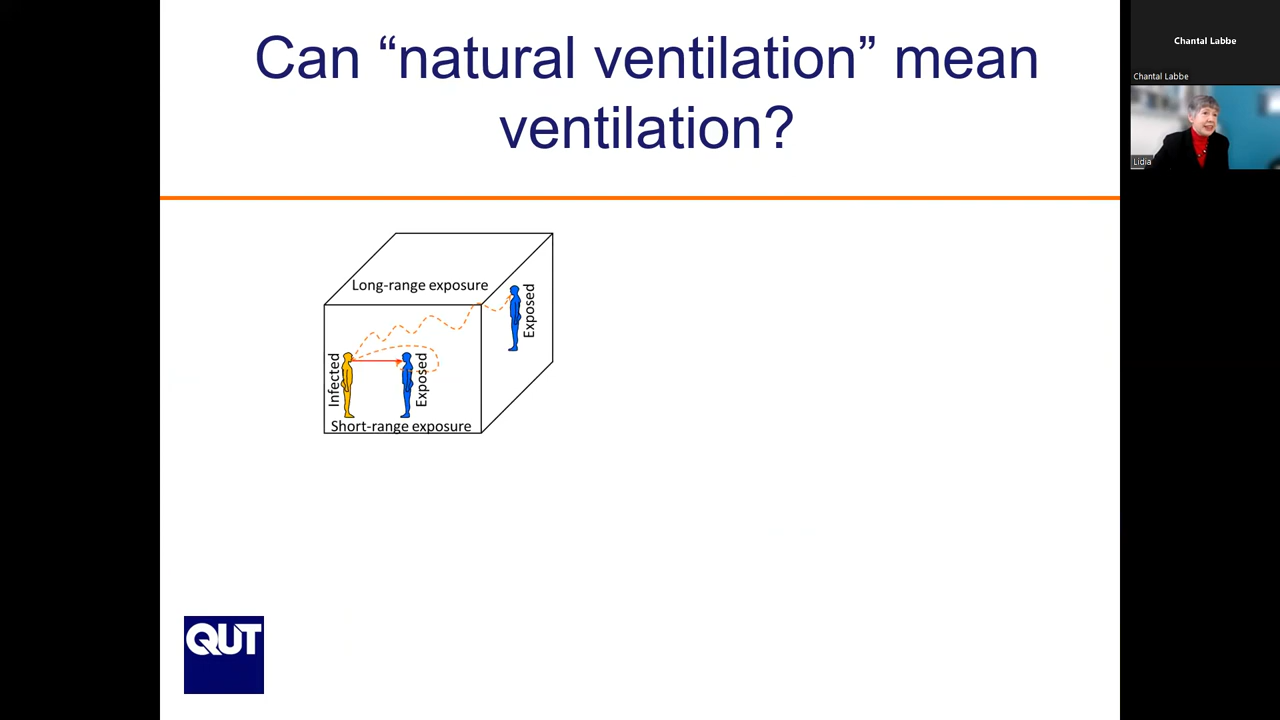 Can “natural ventilation” mean
ventilation?
Long-range exposure
Exposed
Infected
Exposed
Short-range exposure
QUT
Chantal Labbe
Chantal Labbe
Lidia